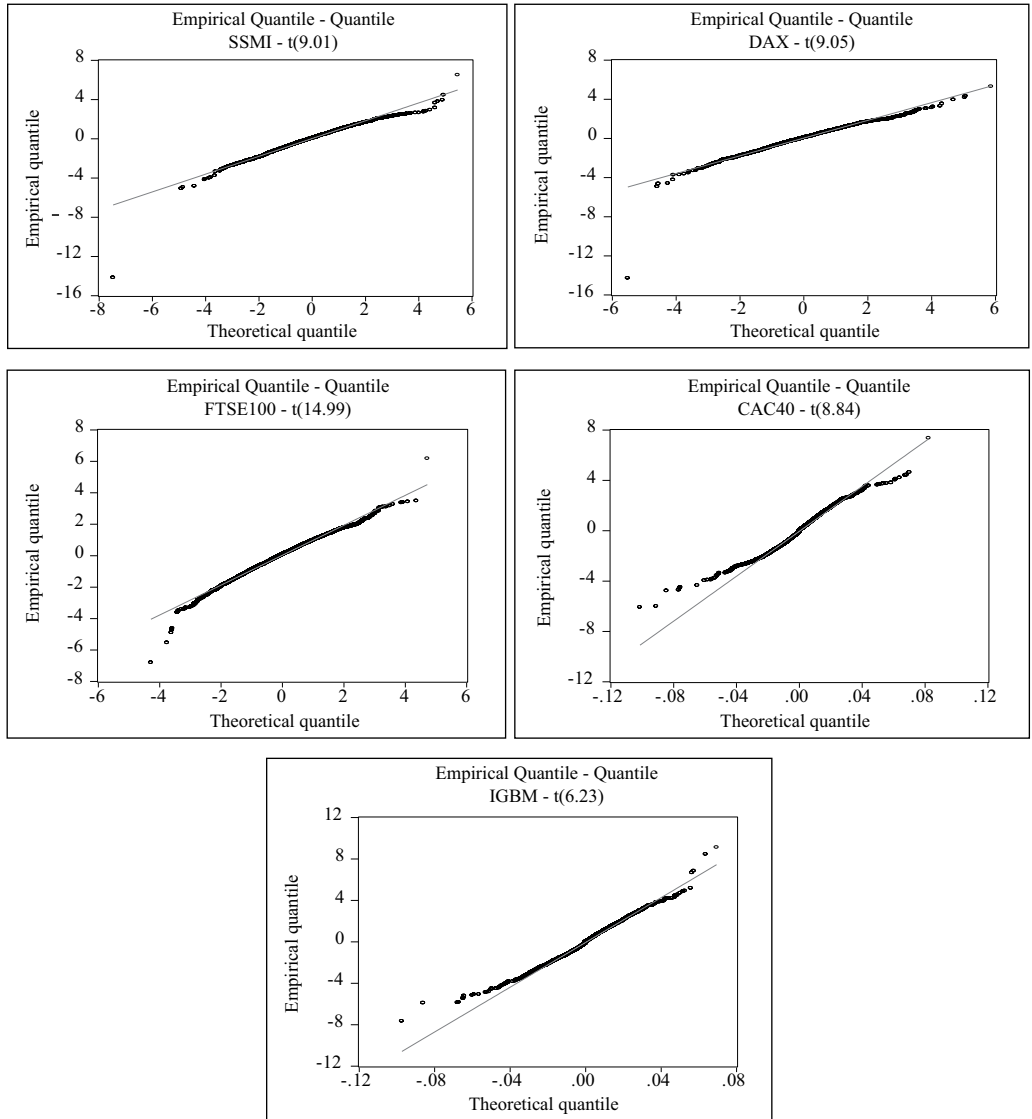 Empirical Quantile - Quantile
SSMI - t(9.01)
Empirical quantile
8
4
0
-4
-8
-12
-16
-8 -6 -4 -2 0 2 4 6
Theoretical quantile
Empirical Quantile - Quantile
DAX - t(9.05)
Empirical quantile
8
4
0
-4
-8
-12
-16
-6 -4 -2 0 2 4 6
Theoretical quantile
Empirical Quantile - Quantile
FTSE100 - t(14.99)
Empirical quantile
8
6
4
2
0
-2
-4
-6
-8
-6 -4 -2 0 2 4 6
Theoretical quantile
Empirical Quantile - Quantile
CAC40 - t(8.84)
Empirical quantile
8
4
0
-4
-8
-12
-.12 -.08 -.04 .00 .04 .08 .12
Theoretical quantile
Empirical Quantile - Quantile
IGBM - t(6.23)
Empirical quantile
12
8
4
0
-4
-8
-12
-.12 -.08 -.04 .00 .04 .08
Theoretical quantile